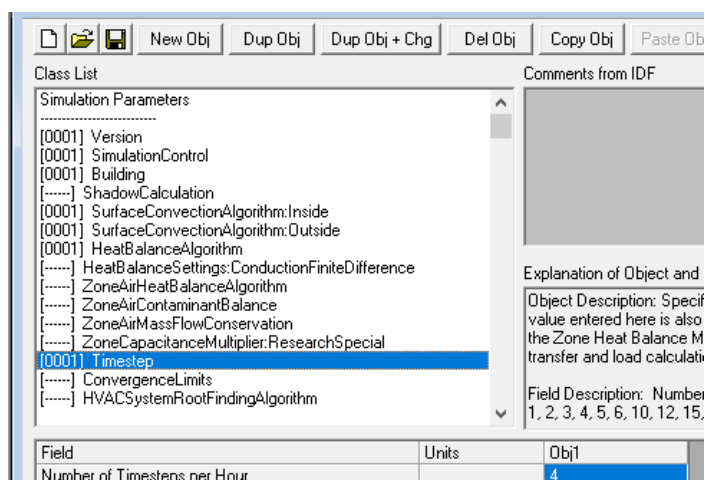 New Obj Dup Obj Dup Obj + Chg Del Obj Copy Obj Paste Ob
Class List
Comments from IDF
Simulation Parameters
--------------------------
[0001] Version
[0001] SimulationControl
[0001] Building
[------] ShadowCalculation
[0001] SurfaceConvectionAlgorithm:Inside
[0001] SurfaceConvectionAlgorithm:Outside
[0001] HeatBalanceAlgorithm
[------] HeatBalanceSettings:ConductionFiniteDifference
[------] ZoneAirHeatBalanceAlgorithm
[------] ZoneAirContaminantBalance
[------] ZoneAirMassFlowConservation
[------] ZoneCapacitanceMultiplier:ResearchSpecial
[0001] Timestep
[------] ConvergenceLimits
[------] HVACSystemRootFindingAlgorithm
Explanation of Object and
Object Description: Specif
value entered here is also
the Zone Heat Balance M
transfer and load calculati
Field Description: Number
1, 2, 3, 4, 5, 6, 10, 12, 15,
Field Units Obj1
Number of Timesteps per Hour 4